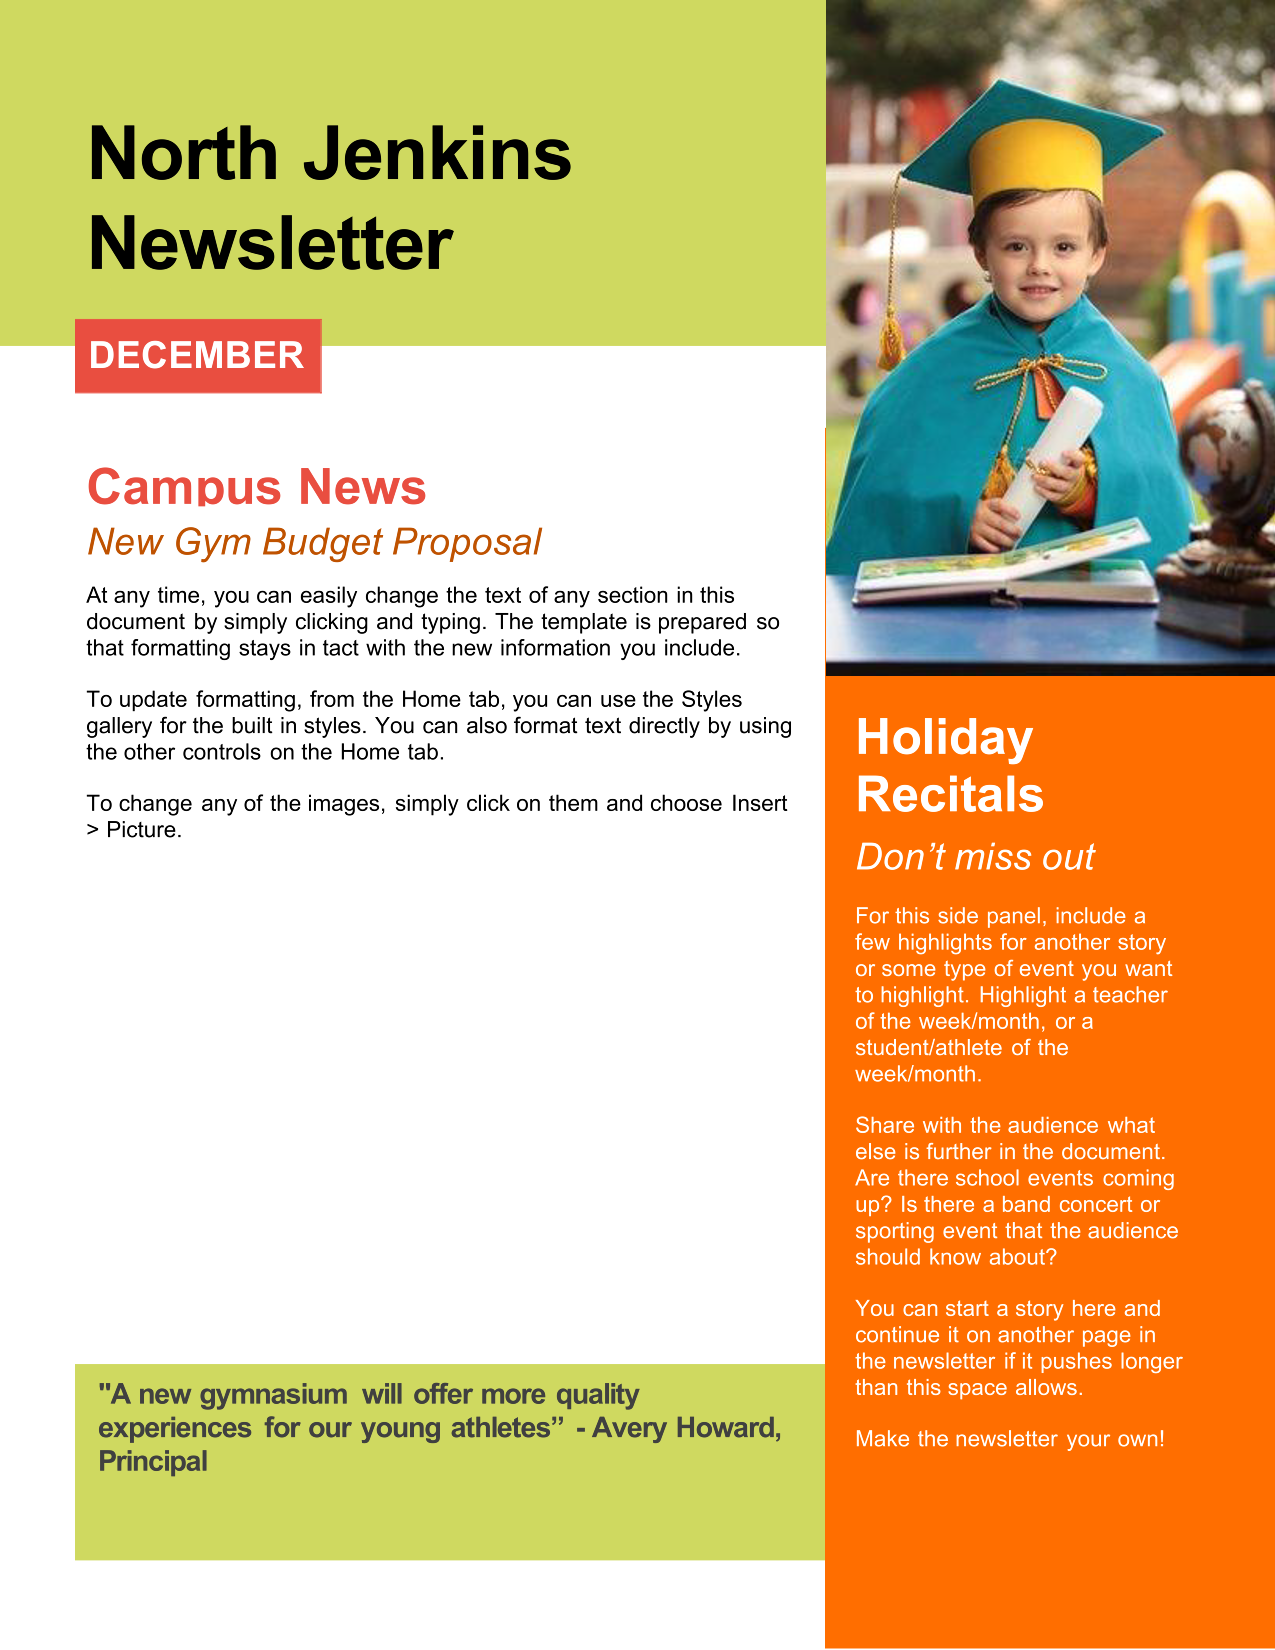 North Jenkins
Newsletter
DECEMBER
Campus News
New Gym Budget Proposal
At any time, you can easily change the text of any section in this
document by simply clicking and typing. The template is prepared so
that formatting stays in tact with the new information you include.
To update formatting, from the Home tab, you can use the Styles
gallery for the built in styles. You can also format text directly by using
the other controls on the Home tab.
To change any of the images, simply click on them and choose Insert
> Picture.
"A new gymnasium will offer more quality
experiences for our young athletes” - Avery Howard,
Principal
Holiday
Recitals
Don’t miss out
For this side panel, include a
few highlights for another story
or some type of event you want
to highlight. Highlight a teacher
of the week/month, or a
student/athlete of the
week/month.
Share with the audience what
else is further in the document.
Are there school events coming
up? Is there a band concert or
sporting event that the audience
should know about?
You can start a story here and
continue it on another page in
the newsletter if it pushes longer
than this space allows.
Make the newsletter your own!